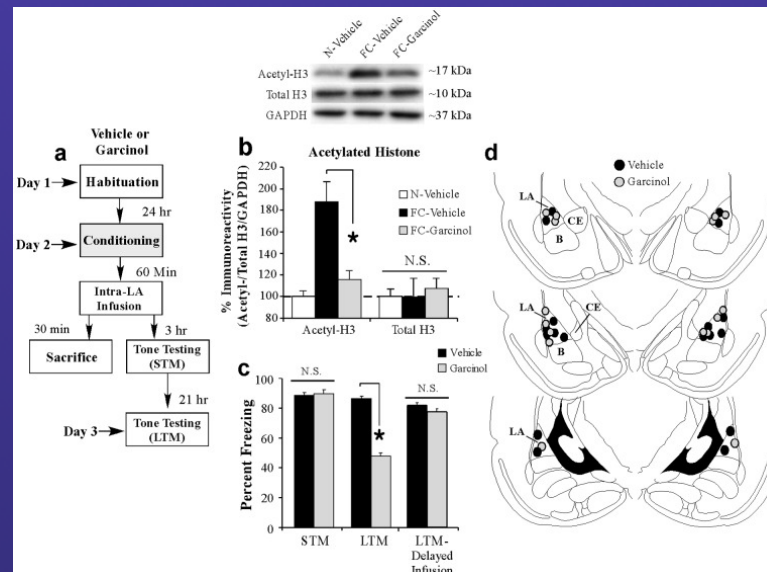 N-Vehicle
FC-Vehicle
FC-Garcinol
Acetyl-H3
~17 kDa
Total H3
~10 kDa
GAPDH
~37 kDa
a
Vehicle or
Garcinol
Day 1
Habituation
24 hr
Day 2
Conditioning
60 Min
Intra-LA
Infusion
30 min
3 hr
Sacrifice
Tone Testing
(STM)
21 hr
Day 3
Tone Testing
(LTM)
b
Acetylated Histone
% Immunoreactivity
(Acetyl-/Total H3/GAPDH)
220
200
180
160
140
120
100
80
N-Vehicle
FC-Vehicle
FC-Garcinol
*
N.S.
Acetyl-H3
Total H3
c
Vehicle
Garcinol
Percent Freezing
100
80
60
40
20
0
N.S.
*
N.S.
STM
LTM
LTM-
Delayed
Infusion
d
Vehicle
Garcinol
LA
CE
B
LA
CE
B
LA